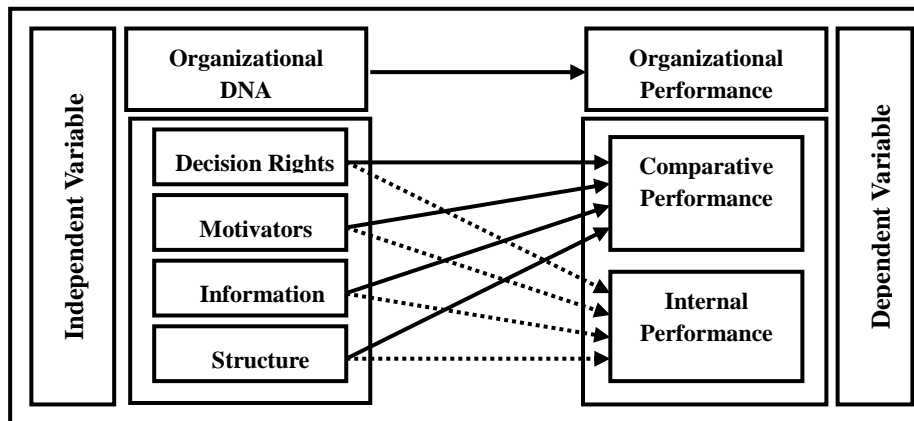 Independent Variable
Organizational
DNA
Decision Rights
Motivators
Information
Structure
Organizational
Performance
Comparative
Performance
Internal
Performance
Dependent Variable